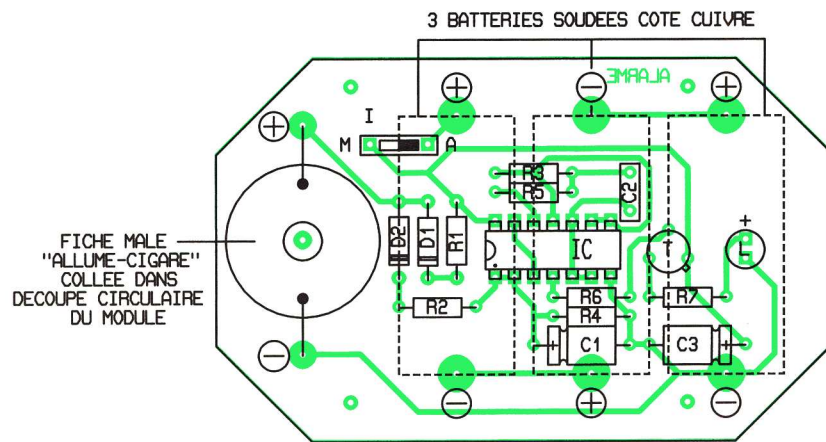 3 BATTERIES SOUDEES COTE CUIVRE
ALARME
+ - +
I
+
M A
R3
R5
C2
+
FICHE MALE
"ALLUME-CIGARE"
COLLEE DANS
DECOUPE CIRCULAIRE
DU MODULE
D2 D1 R1
IC
T
L
R2
R6
R7
R4
+ C1
C3 +
-
- + -